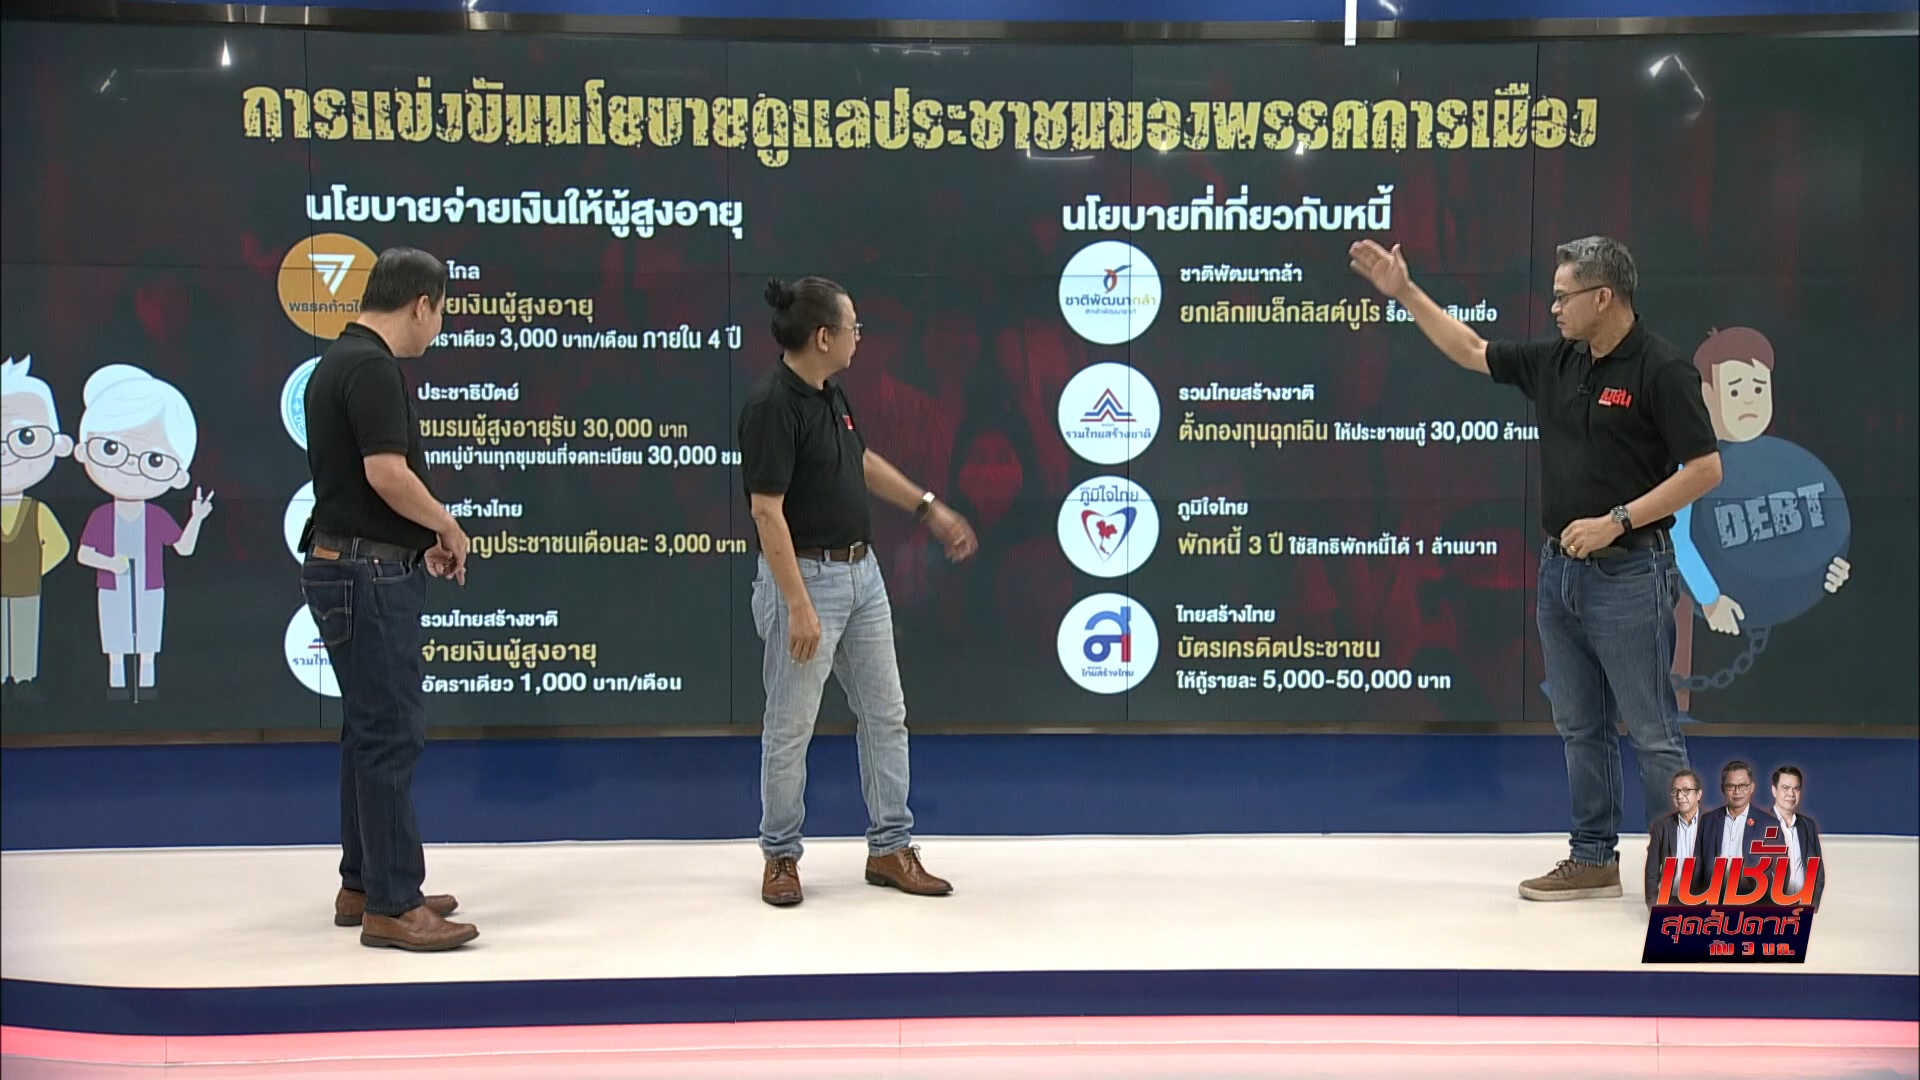 การแข่งขันนโยบายดูแลประชาชนของพรรคการเมือง
นโยบายจ่ายเงินให้ผู้สูงอายุ
ไกล
เงินผู้สูงอายุ
3,000 บาท/เดือน ภายใน 4 ปี
ประชาธิปัตย์
ชมรมผู้สูงอายุรับ 30,000 บาท
ทุกหมู่บ้านทุกชุมชนที่จดทะเบียน 30,000 ชม
สร้างไทย
ประชาชนเดือนละ 3,000 บาท
รวมไทยสร้างชาติ
จ่ายเงินผู้สูงอายุ
อัตราเดียว 1,000 บาท/เดือน
นโยบายที่เกี่ยวกับหนี้
ชาติพัฒนากล้า
ชาติพัฒนากล้า
ยกเลิกแบล็กลิสต์บูโร สินเชื่อ
รวมไทยสร้างชาติ
รวมไทยสร้างชาติ
ตั้งกองทุนฉุกเฉิน ให้ประชาชนกู้ 30,000 ล้าน
ภูมิใจไทย
ภูมิใจไทย
พักหนี้ 3 ปี ใช้สิทธิพักหนี้ได้ 1 ล้านบาท
ไทยสร้างไทย
ไทยสร้างไทย
บัตรเครดิตประชาชน
ให้กู้รายละ 5,000-50,000 บาท
DEBT
เนชั่น
เนชั่น
สุดสัปดาห์
กับ 3 บก.